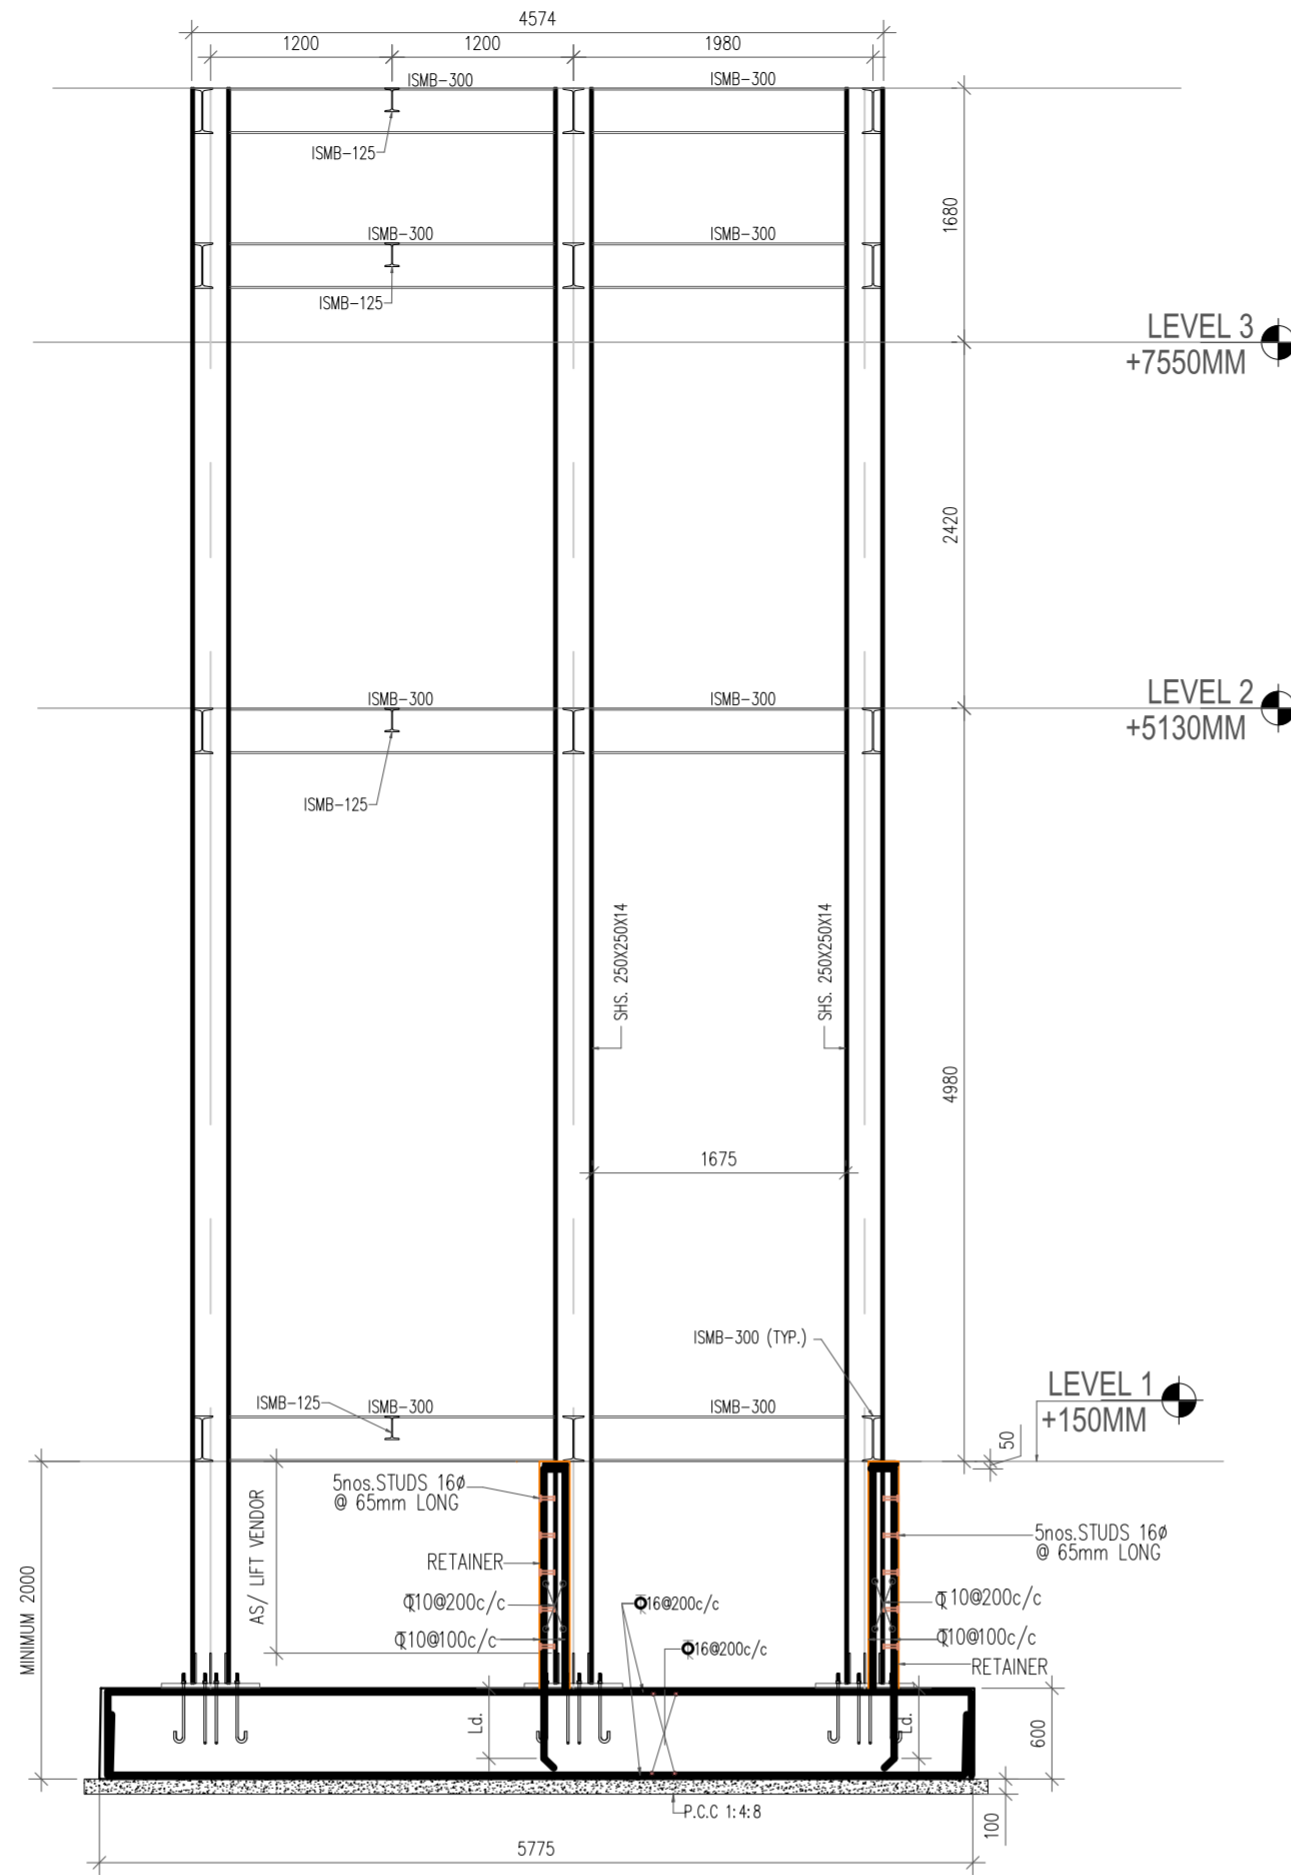 4574
1200
1200
1980
ISMB-300
ISMB-300
ISMB-125
1680
ISMB-300
ISMB-300
ISMB-125
LEVEL 3
+7550MM
2420
LEVEL 2
+5130MM
ISMB-300
ISMB-300
ISMB-125
SHS. 250X250X14
SHS. 250X250X14
4980
1675
ISMB-300 (TYP.)
LEVEL 1
+150MM
ISMB-125
ISMB-300
ISMB-300
50
5nos.STUDS 16Ø
@ 65mm LONG
AS/ LIFT VENDOR
MINIMUM 2000
5nos.STUDS 16Ø
@ 65mm LONG
RETAINER
10@200c/c
16@200c/c
10@200c/c
10@100c/c
16@200c/c
10@100c/c
RETAINER
Ld.
Ld.
600
P.C.C 1:4:8
100
5775